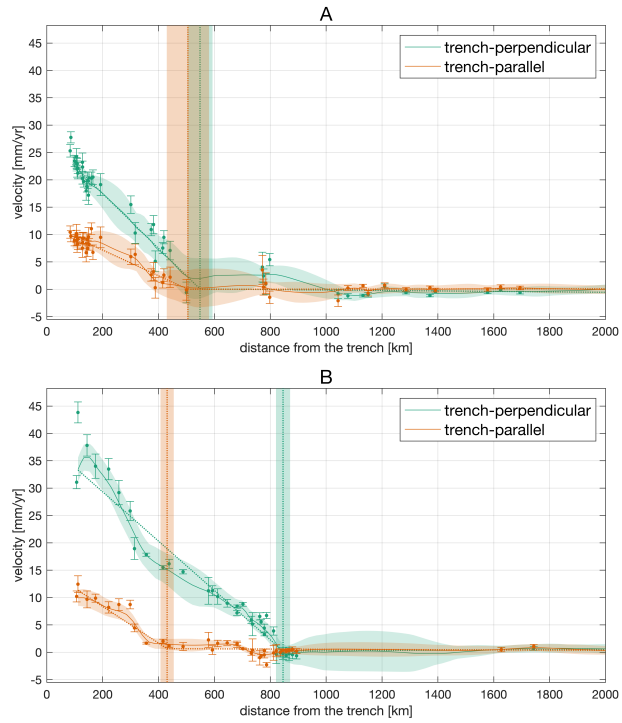 A
45
40
35
30
25
20
15
10
5
0
-5
velocity [mm/yr]
trench-perpendicular
trench-parallel
0 200 400 600 800 1000 1200 1400 1600 1800 2000
distance from the trench [km]
B
45
40
35
30
25
20
15
10
5
0
-5
velocity [mm/yr]
trench-perpendicular
trench-parallel
0 200 400 600 800 1000 1200 1400 1600 1800 2000
distance from the trench [km]